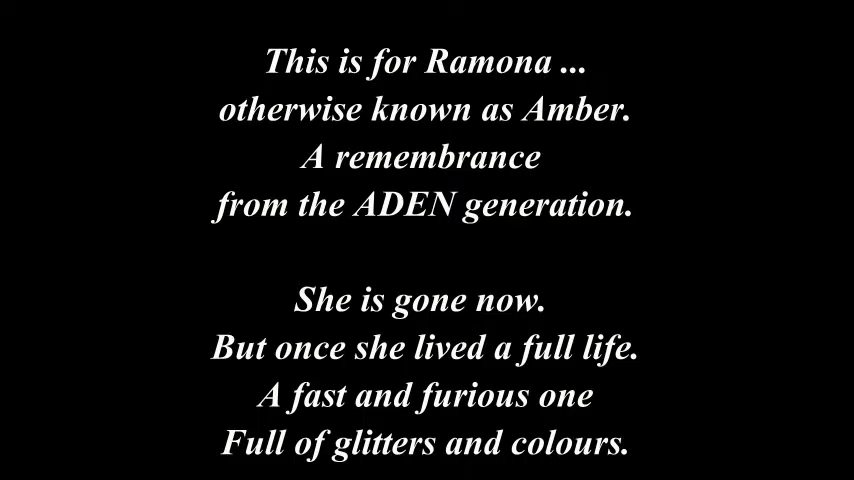 This is for Ramona ...
otherwise known as Amber.
A remembrance
from the ADEN generation.
She is gone now.
But once she lived a full life.
A fast and furious one
Full of glitters and colours.